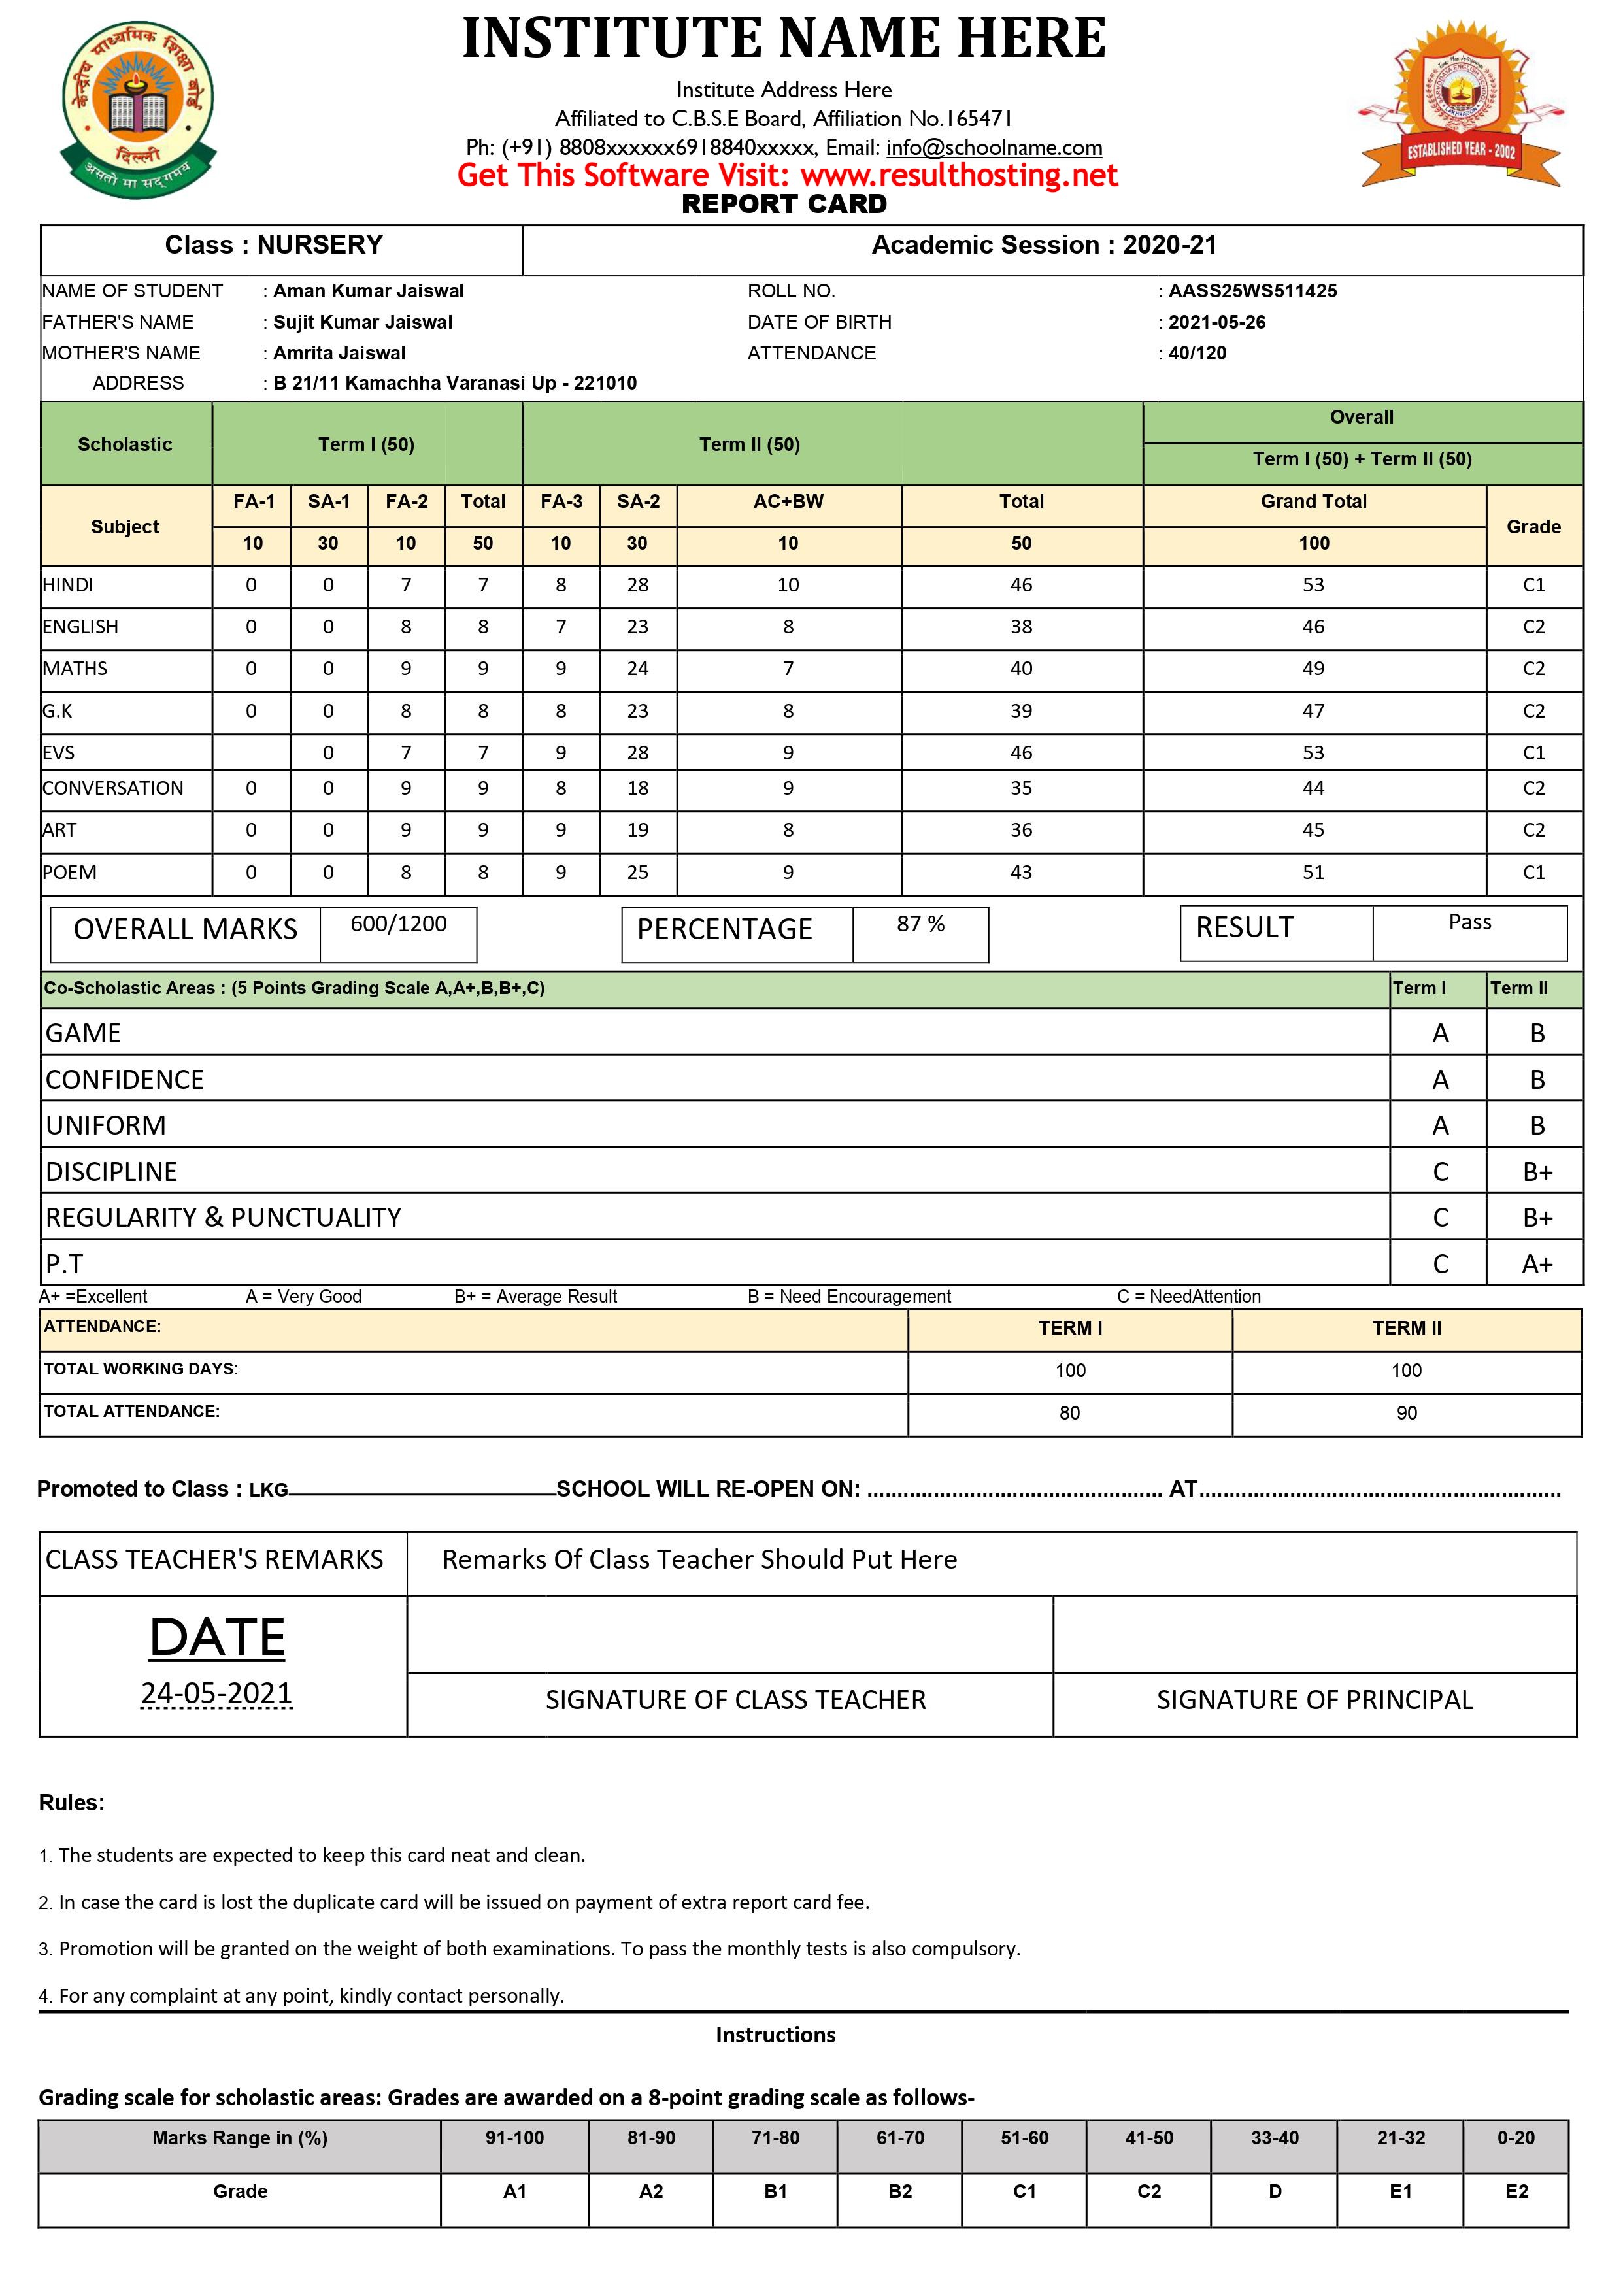 केन्द्रीय माध्यमिक शिक्षा बोर्ड
दिल्ली
असतो मा सद् गमय
INSTITUTE NAME HERE
Institute Address Here
Affiliated to C.B.S.E Board, Affiliation No.165471
Ph: (+91) 8808xxxxxx6918840xxxxx, Email: info@schoolname.com
Get This Software Visit: www.resulthosting.net
REPORT CARD
ESTABLISHED YEAR - 2002
Class : NURSERY Academic Session : 2020-21
NAME OF STUDENT : Aman Kumar Jaiswal ROLL NO. : AASS25WS511425
FATHER'S NAME : Sujit Kumar Jaiswal DATE OF BIRTH : 2021-05-26
MOTHER'S NAME : Amrita Jaiswal ATTENDANCE : 40/120
ADDRESS : B 21/11 Kamachha Varanasi Up - 221010
Scholastic Term I (50) Term II (50) Overall
Term I (50) + Term II (50)
Subject FA-1 SA-1 FA-2 Total FA-3 SA-2 AC+BW Total Grand Total Grade
10 30 10 50 10 30 10 50 100
HINDI 0 0 7 7 8 28 10 46 53 C1
ENGLISH 0 0 8 8 7 23 8 38 46 C2
MATHS 0 0 9 9 9 24 7 40 49 C2
G.K 0 0 8 8 8 23 8 39 47 C2
EVS 0 7 7 9 28 9 46 53 C1
CONVERSATION 0 0 9 9 8 18 9 35 44 C2
ART 0 0 9 9 9 19 8 36 45 C2
POEM 0 0 8 8 9 25 9 43 51 C1
OVERALL MARKS 600/1200 PERCENTAGE 87 % RESULT Pass
Co-Scholastic Areas : (5 Points Grading Scale A,A+,B,B+,C) Term I Term II
GAME A B
CONFIDENCE A B
UNIFORM A B
DISCIPLINE C B+
REGULARITY & PUNCTUALITY C B+
P.T C A+
A+ =Excellent A = Very Good B+ = Average Result B = Need Encouragement C = NeedAttention
ATTENDANCE: TERM I TERM II
TOTAL WORKING DAYS: 100 100
TOTAL ATTENDANCE: 80 90
Promoted to Class : LKG SCHOOL WILL RE-OPEN ON: ................................................. AT............................................................
CLASS TEACHER'S REMARKS Remarks Of Class Teacher Should Put Here
DATE
24-05-2021
SIGNATURE OF CLASS TEACHER SIGNATURE OF PRINCIPAL
Rules:
1. The students are expected to keep this card neat and clean.
2. In case the card is lost the duplicate card will be issued on payment of extra report card fee.
3. Promotion will be granted on the weight of both examinations. To pass the monthly tests is also compulsory.
4. For any complaint at any point, kindly contact personally.
Instructions
Grading scale for scholastic areas: Grades are awarded on a 8-point grading scale as follows-
Marks Range in (%) 91-100 81-90 71-80 61-70 51-60 41-50 33-40 21-32 0-20
Grade A1 A2 B1 B2 C1 C2 D E1 E2